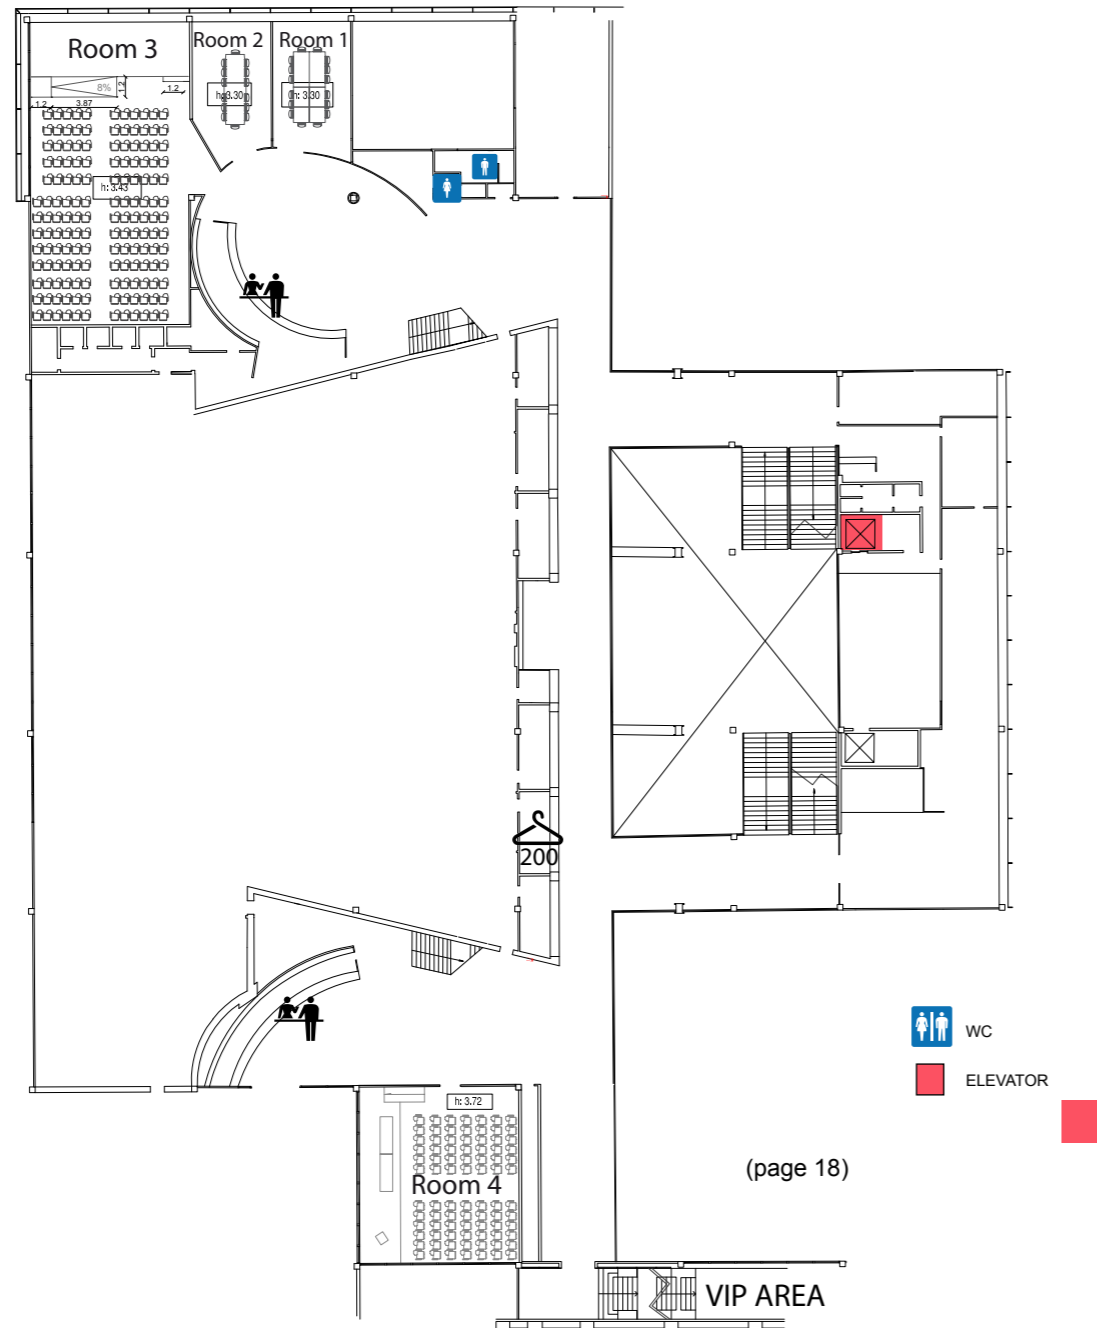 Room 3
Room 2
Room 1
8%
1.2
1.2
1.2
3.87
h: 3.30
h: 3.30
h: 3.43
200
WC
ELEVATOR
h: 3.72
(page 18)
Room 4
VIP AREA